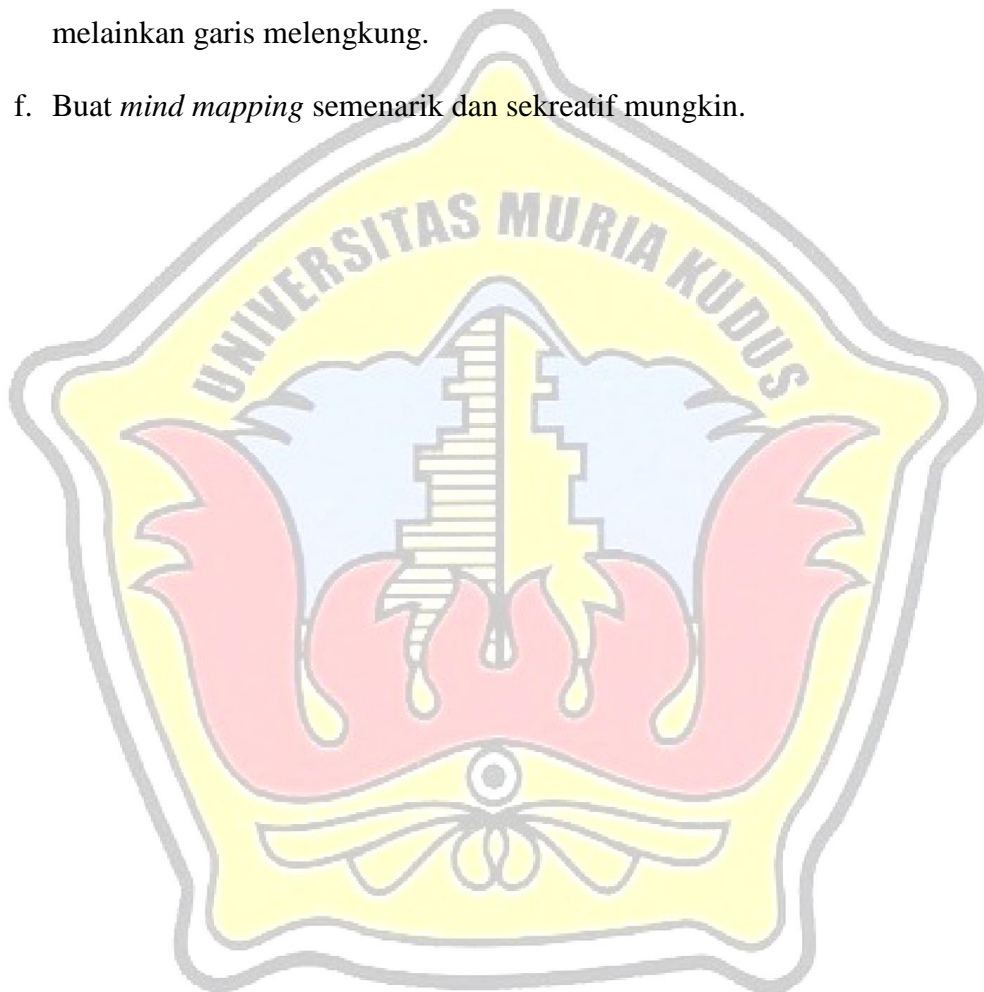 melainkan garis melengkung.
f. Buat mind mapping semenarik dan sekreatif mungkin.
UNIVERSITAS MURIA KUDUS